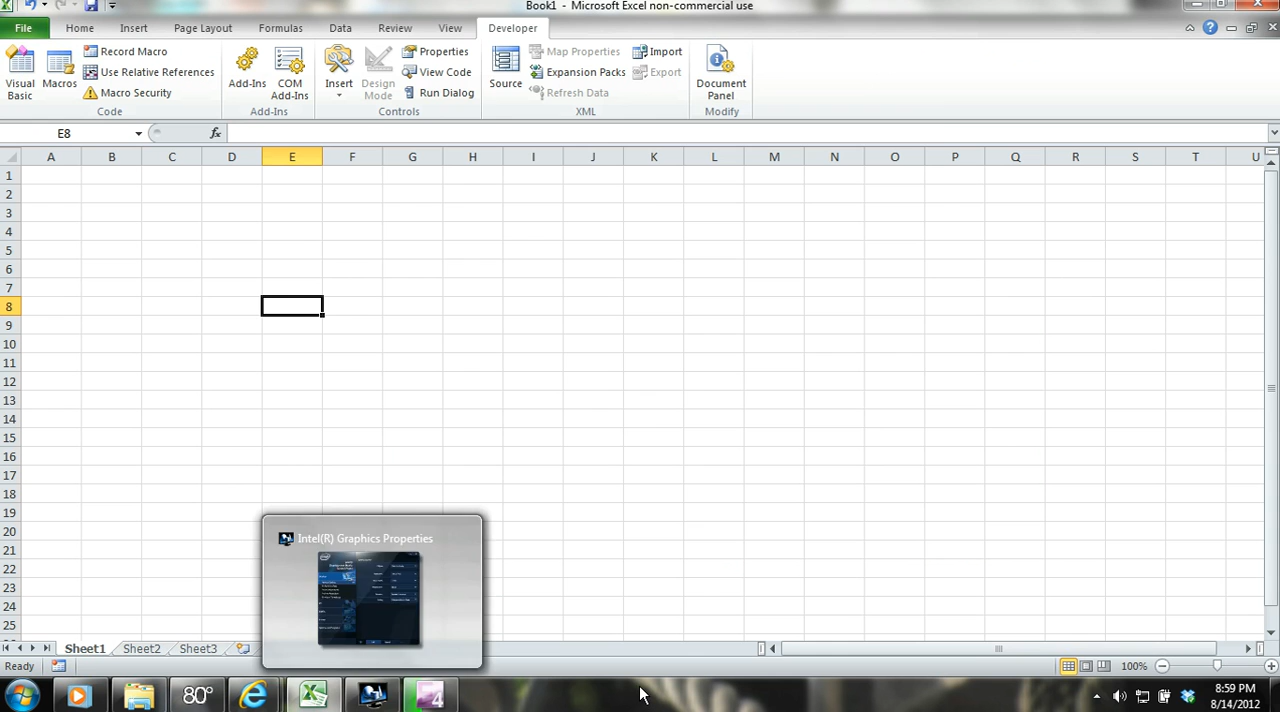 Book1 - Microsoft Excel non-commercial use
File Home Insert Page Layout Formulas Data Review View Developer
Visual Basic
Macros
Record Macro
Use Relative References
Macro Security
Code
Add-Ins
COM Add-Ins
Add-Ins
Insert
Design Mode
Properties
View Code
Run Dialog
Controls
Source
Map Properties
Expansion Packs
Refresh Data
Import
Export
XML
Document Panel
Modify
E8 fx
A B C D E F G H I J K L M N O P Q R S T U
1
2
3
4
5
6
7
8
9
10
11
12
13
14
15
16
17
18
19
20
21
22
23
24
25
Intel(R) Graphics Properties
Sheet1 Sheet2 Sheet3
Ready 100%
80°
8:59 PM
8/14/2012